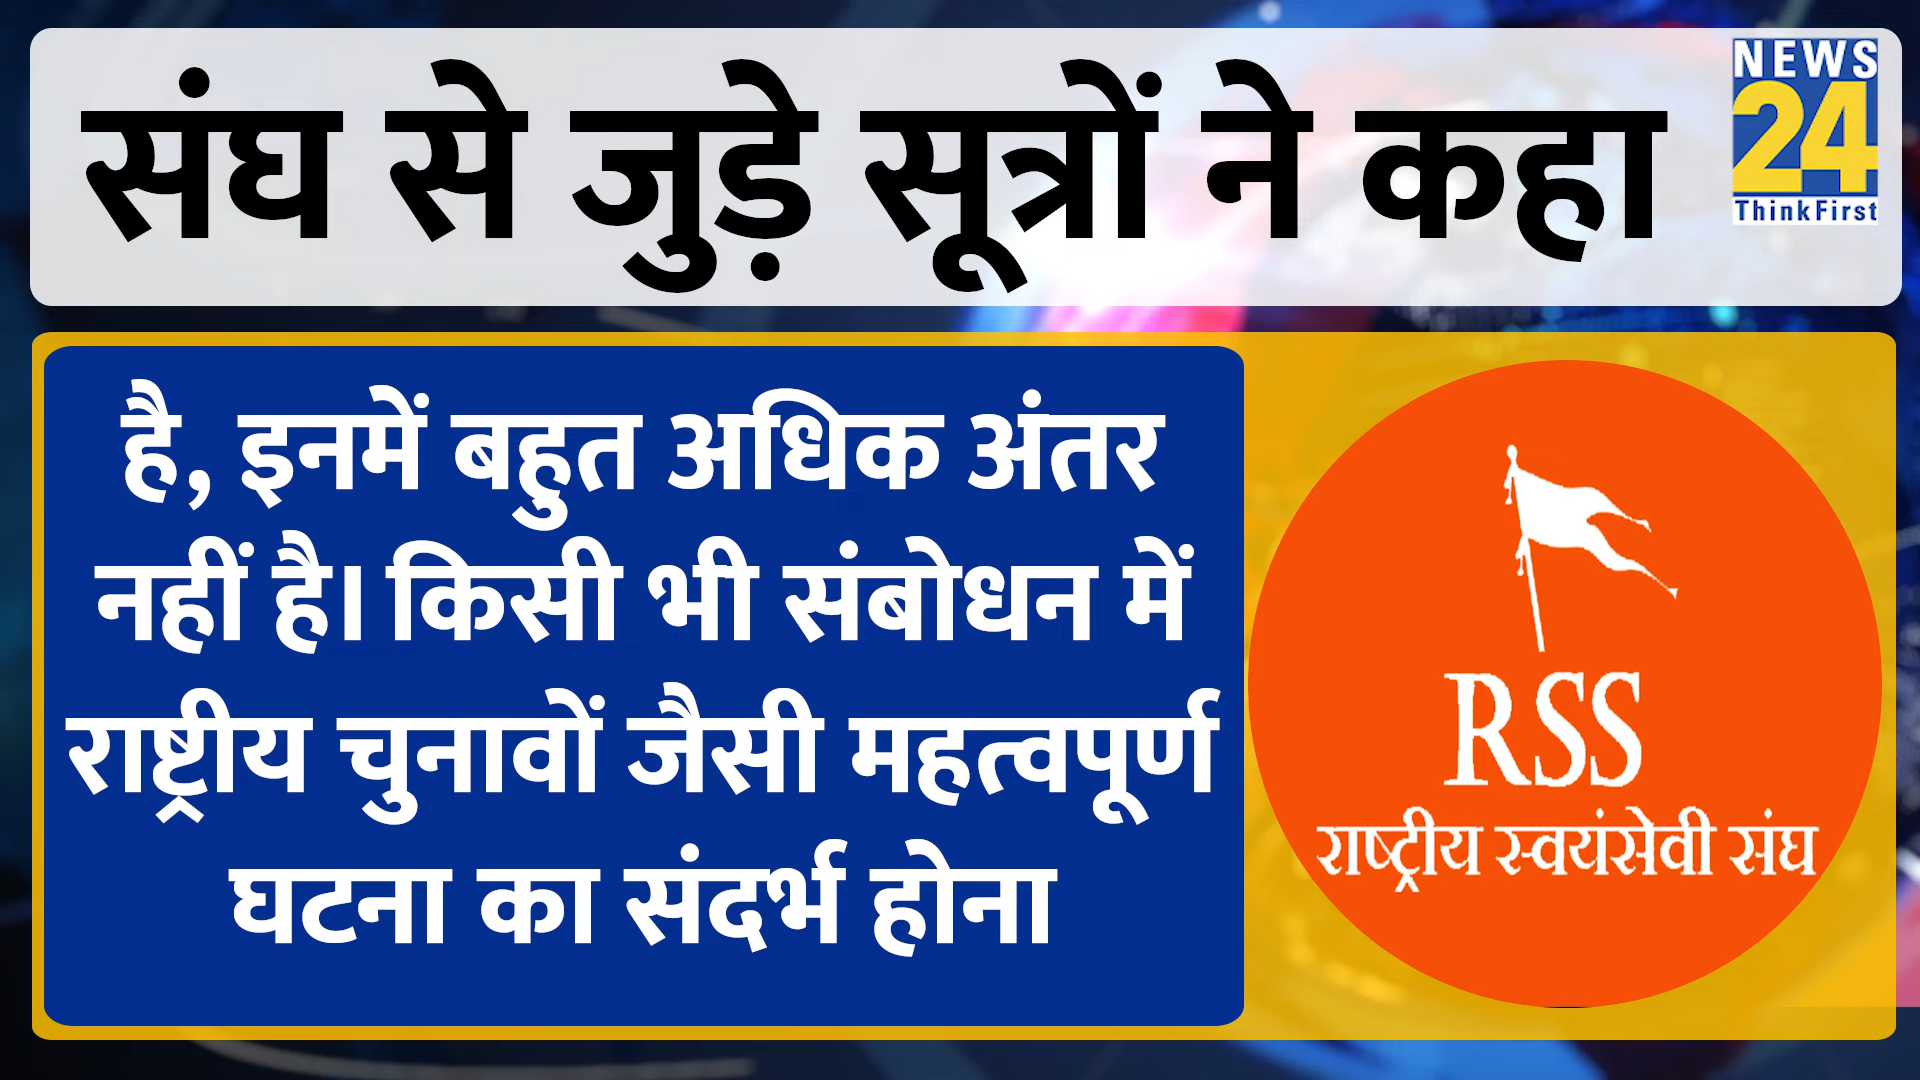 संघ से जुड़े सूत्रों ने कहा
NEWS
24
ThinkFirst
है, इनमें बहुत अधिक अंतर
नहीं है। किसी भी संबोधन में
राष्ट्रीय चुनावों जैसी महत्वपूर्ण
घटना का संदर्भ होना
RSS
राष्ट्रीय स्वयंसेवी संघ